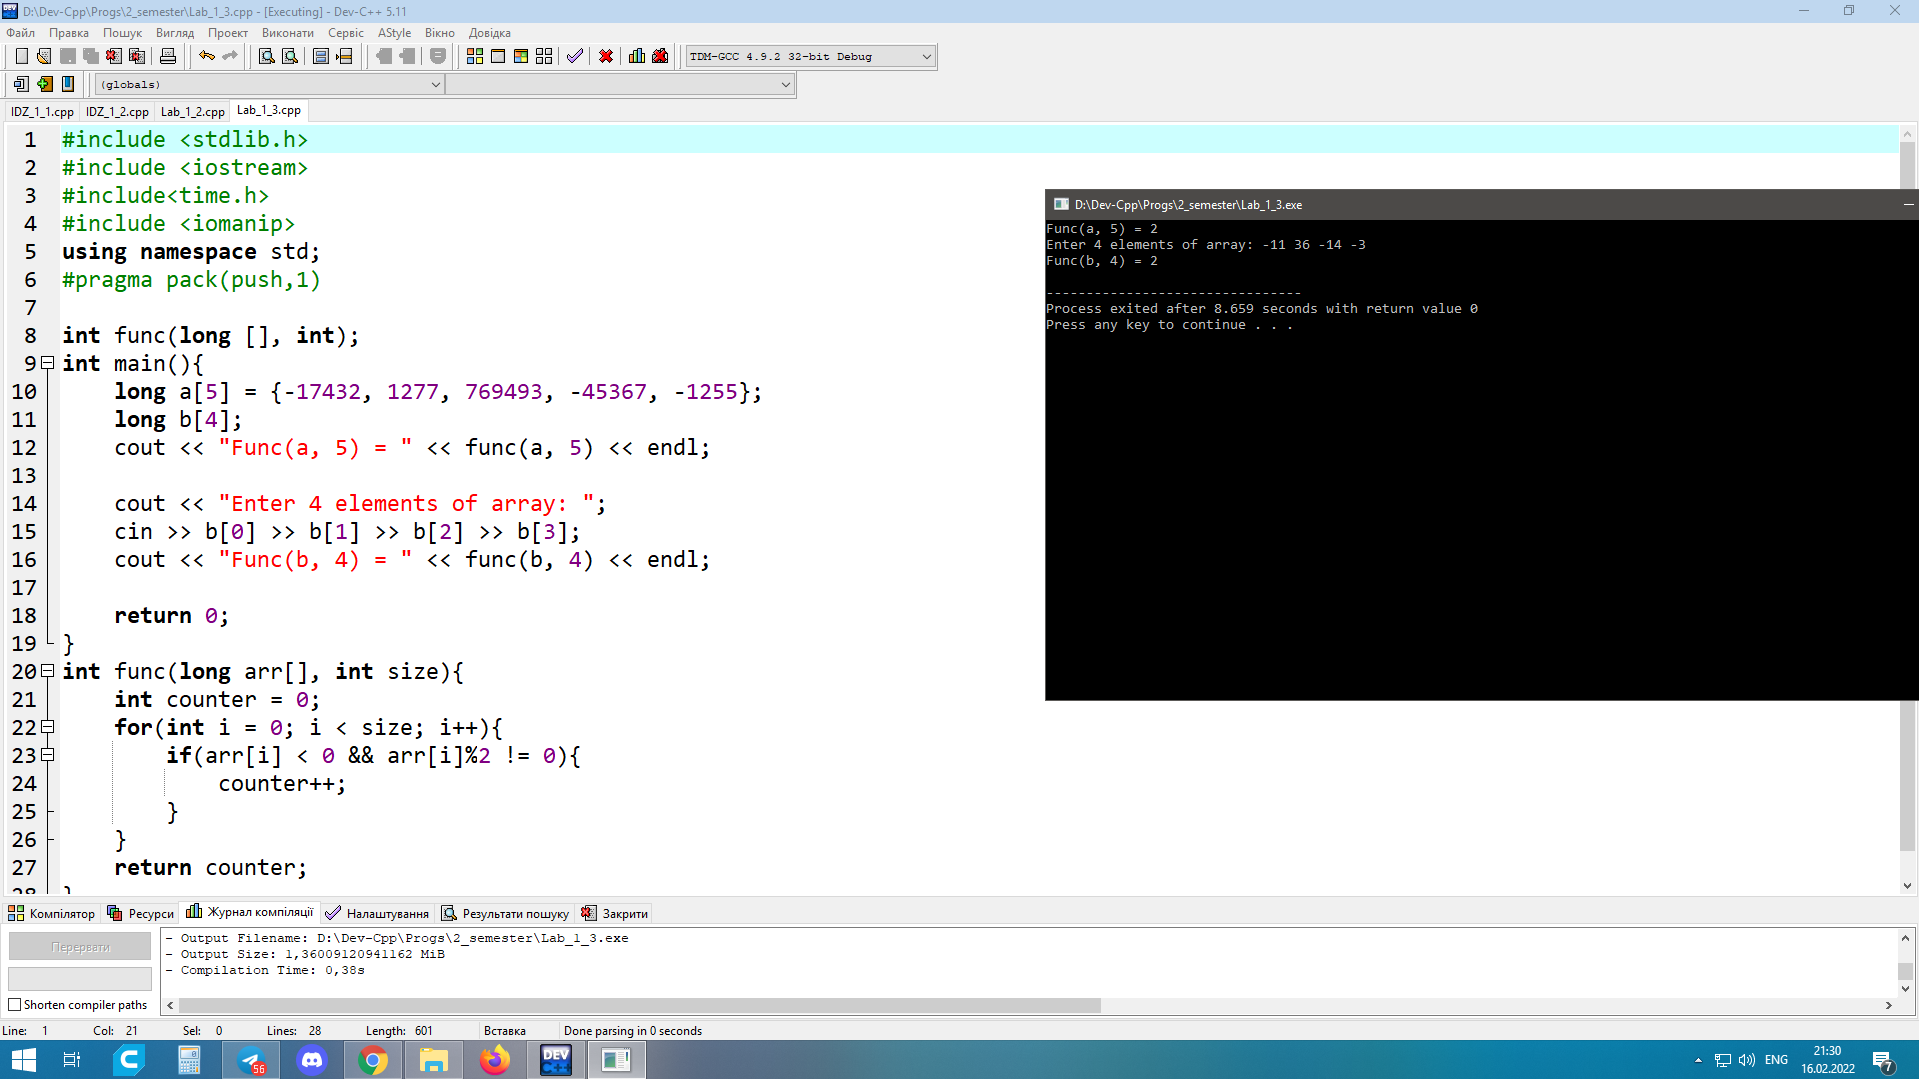 D:\Dev-Cpp\Progs\2_semester\Lab_1_3.cpp - [Executing] - Dev-C++ 5.11
Файл Правка Пошук Вигляд Проект Виконати Сервіс AStyle Вікно Довідка
TDM-GCC 4.9.2 32-bit Debug
(globals)
IDZ_1_1.cpp IDZ_1_2.cpp Lab_1_2.cpp Lab_1_3.cpp
1 #include <stdlib.h>
2 #include <iostream>
3 #include<time.h>
4 #include <iomanip>
5 using namespace std;
6 #pragma pack(push,1)
7
8 int func(long [], int);
9 int main(){
10 long a[5] = {-17432, 1277, 769493, -45367, -1255};
11 long b[4];
12 cout << "Func(a, 5) = " << func(a, 5) << endl;
13
14 cout << "Enter 4 elements of array: ";
15 cin >> b[0] >> b[1] >> b[2] >> b[3];
16 cout << "Func(b, 4) = " << func(b, 4) << endl;
17
18 return 0;
19 }
20 int func(long arr[], int size){
21 int counter = 0;
22 for(int i = 0; i < size; i++){
23 if(arr[i] < 0 && arr[i]%2 != 0){
24 counter++;
25 }
26 }
27 return counter;
28 }
D:\Dev-Cpp\Progs\2_semester\Lab_1_3.exe
Func(a, 5) = 2
Enter 4 elements of array: -11 36 -14 -3
Func(b, 4) = 2
--------------------------------
Process exited after 8.659 seconds with return value 0
Press any key to continue . . .
Компілятор Ресурси Журнал компіляції Налаштування Результати пошуку Закрити
Перервати
- Output Filename: D:\Dev-Cpp\Progs\2_semester\Lab_1_3.exe
- Output Size: 1,36009120941162 MiB
- Compilation Time: 0,38s
Shorten compiler paths
Line: 1 Col: 21 Sel: 0 Lines: 28 Length: 601 Вставка Done parsing in 0 seconds
56
DEV C++
ENG
21:30
16.02.2022
7